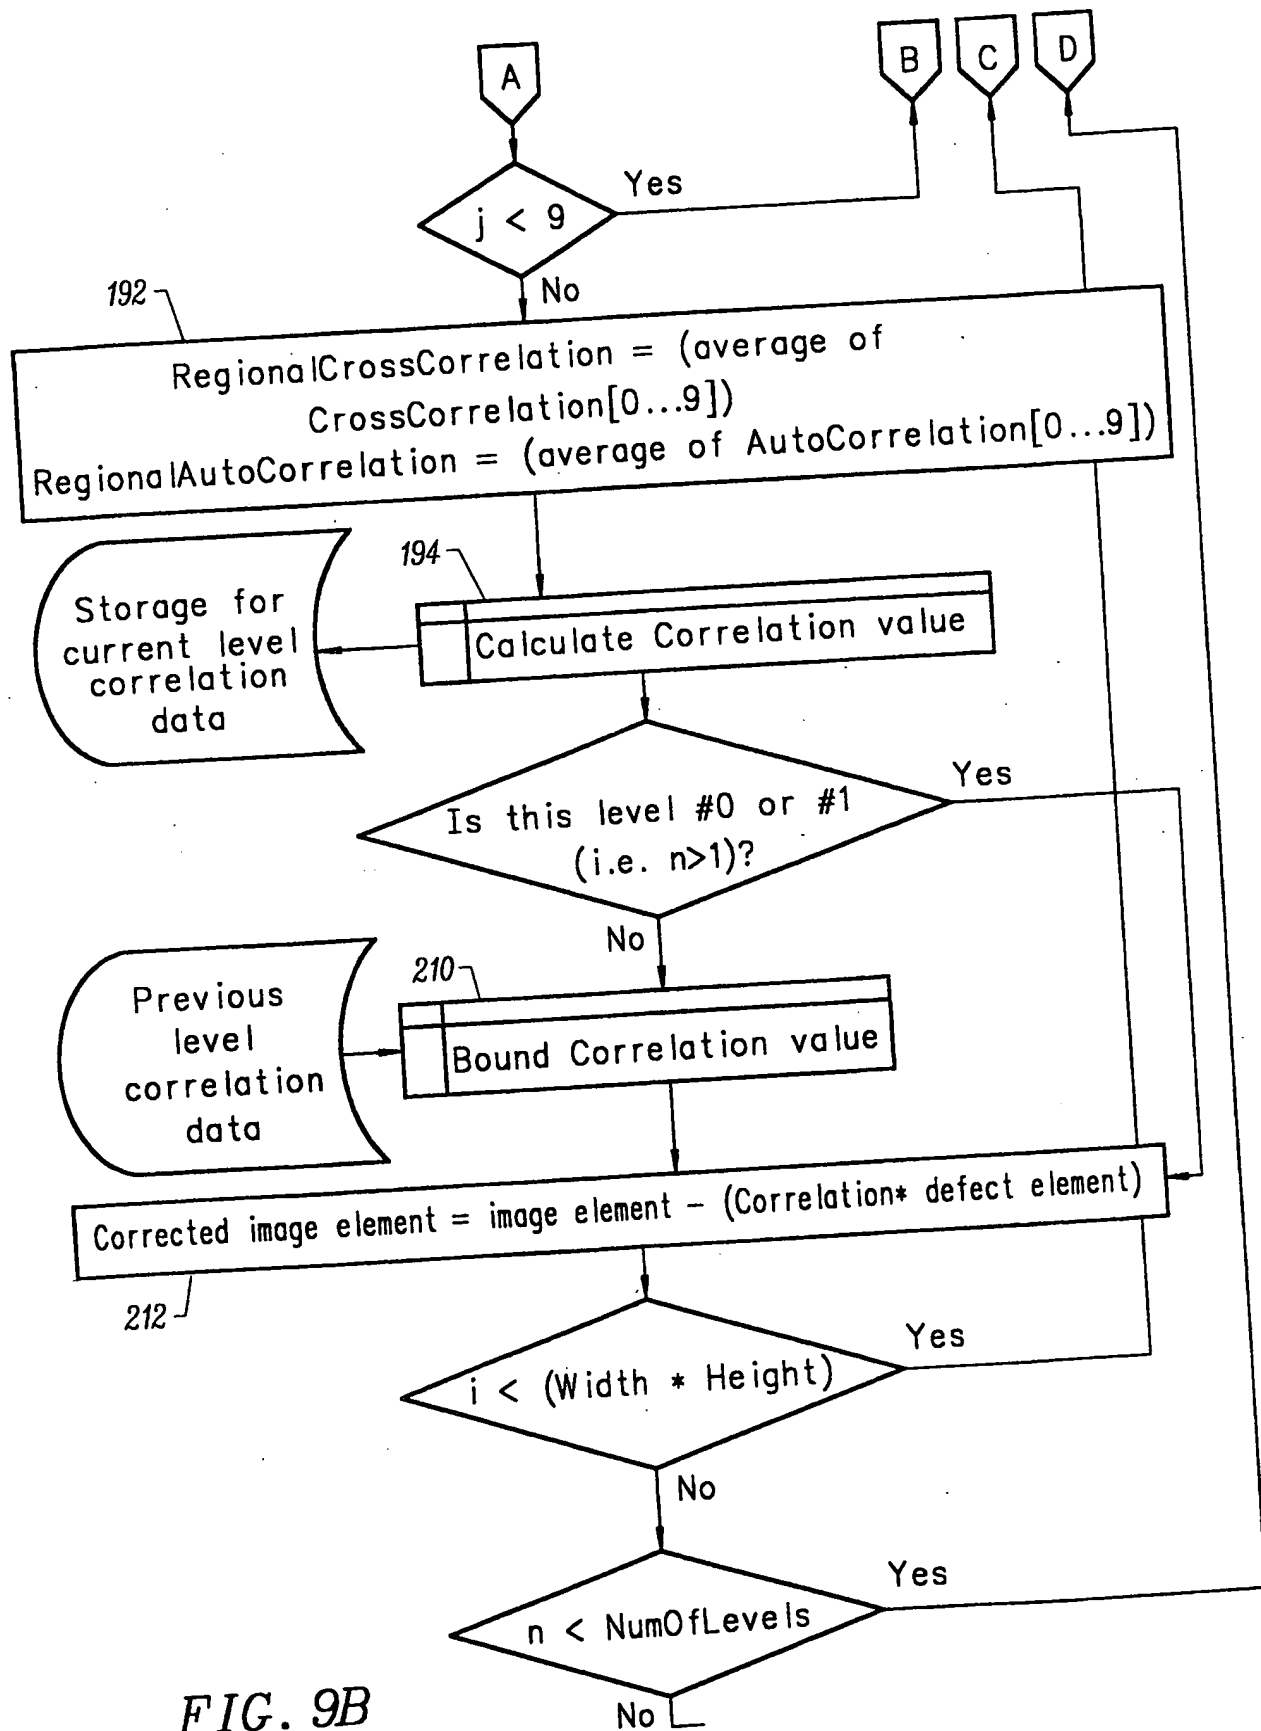 A
B
C
D
j < 9
Yes
No
192
RegionalCrossCorrelation = (average of
CrossCorrelation[0...9])
RegionalAutoCorrelation = (average of AutoCorrelation[0...9])
194
Storage for
current level
correlation
data
Calculate Correlation value
Is this level #0 or #1
(i.e. n>1)?
Yes
No
210
Previous
level
correlation
data
Bound Correlation value
Corrected image element = image element - (Correlation* defect element)
212
i < (Width * Height)
Yes
No
n < NumOfLevels
Yes
No
FIG. 9B